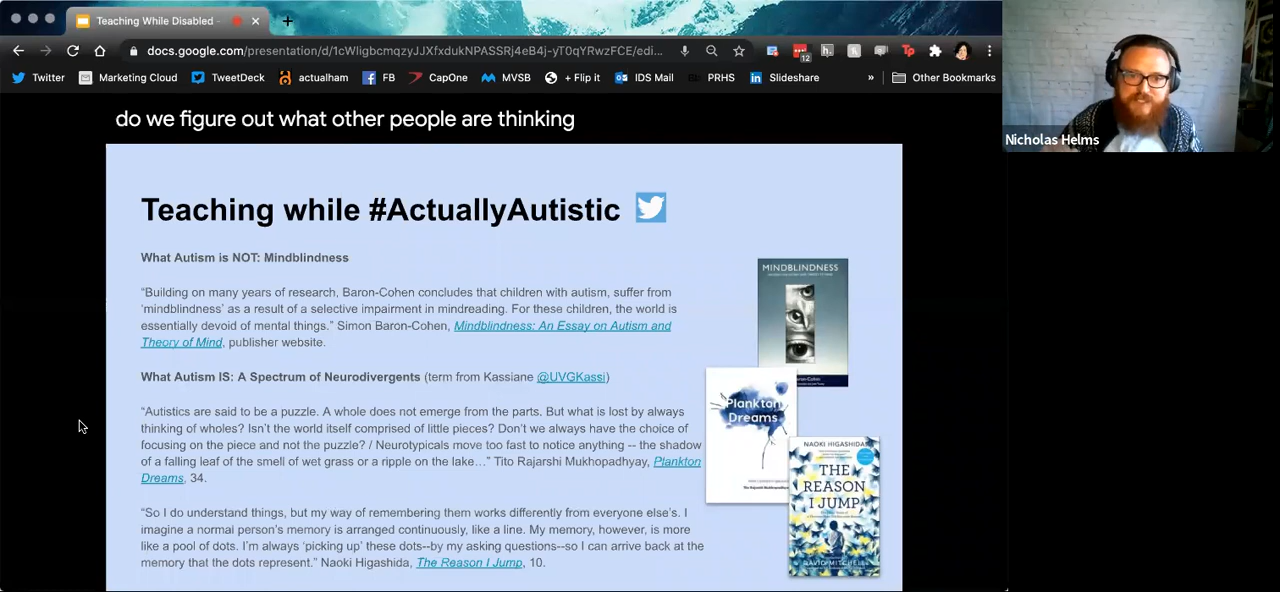 Teaching While Disabled -
docs.google.com/presentation/d/1cWligbcmqzyJJXfxdukNPASSRj4eB4j-yT0qYRwzFCE/edi...
12
Twitter Marketing Cloud TweetDeck actualham FB CapOne MVSB + Flip it IDS Mail PRHS Slideshare » Other Bookmarks
Nicholas Helms
do we figure out what other people are thinking
Teaching while #ActuallyAutistic
What Autism is NOT: Mindblindness
“Building on many years of research, Baron-Cohen concludes that children with autism, suffer from
‘mindblindness’ as a result of a selective impairment in mindreading. For these children, the world is
essentially devoid of mental things.” Simon Baron-Cohen, Mindblindness: An Essay on Autism and
Theory of Mind, publisher website.
What Autism IS: A Spectrum of Neurodivergents (term from Kassiane @UVGKassi)
“Autistics are said to be a puzzle. A whole does not emerge from the parts. But what is lost by always
thinking of wholes? Isn’t the world itself comprised of little pieces? Don’t we always have the choice of
focusing on the piece and not the puzzle? / Neurotypicals move too fast to notice anything -- the shadow
of a falling leaf of the smell of wet grass or a ripple on the lake…” Tito Rajarshi Mukhopadhyay, Plankton
Dreams, 34.
“So I do understand things, but my way of remembering them works differently from everyone else’s. I
imagine a normal person’s memory is arranged continuously, like a line. My memory, however, is more
like a pool of dots. I’m always ‘picking up’ these dots--by my asking questions--so I can arrive back at the
memory that the dots represent.” Naoki Higashida, The Reason I Jump, 10.
MINDBLINDNESS
Plankton
Dreams
NAOKI HIGASHIDA
THE
REASON
I JUMP
DAVID MITCHELL